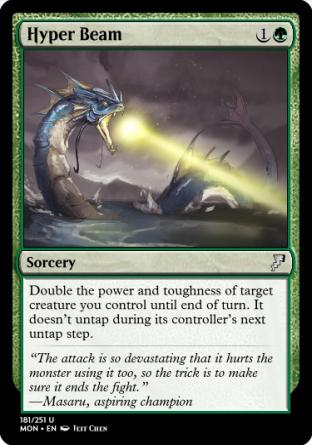 Hyper Beam 1
Sorcery
Double the power and toughness of target
creature you control until end of turn. It
doesn't untap during its controller's next
untap step.
“The attack is so devastating that it hurts the
monster using it too, so the trick is to make
sure it ends the fight.”
—Masaru, aspiring champion
181/251 U
MON • EN Jeff Chen